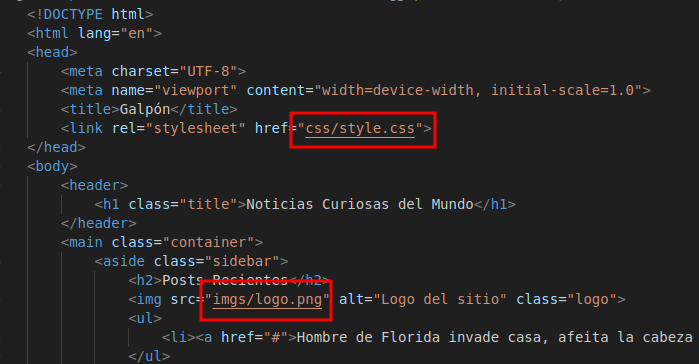 <!DOCTYPE html>
<html lang="en">
<head>
<meta charset="UTF-8">
<meta name="viewport" content="width=device-width, initial-scale=1.0">
<title>Galpón</title>
<link rel="stylesheet" href="css/style.css">
</head>
<body>
<header>
<h1 class="title">Noticias Curiosas del Mundo</h1>
</header>
<main class="container">
<aside class="sidebar">
<h2>Posts Recientes</h2>
<img src="imgs/logo.png" alt="Logo del sitio" class="logo">
<ul>
<li><a href="#">Hombre de Florida invade casa, afeita la cabeza
</ul>